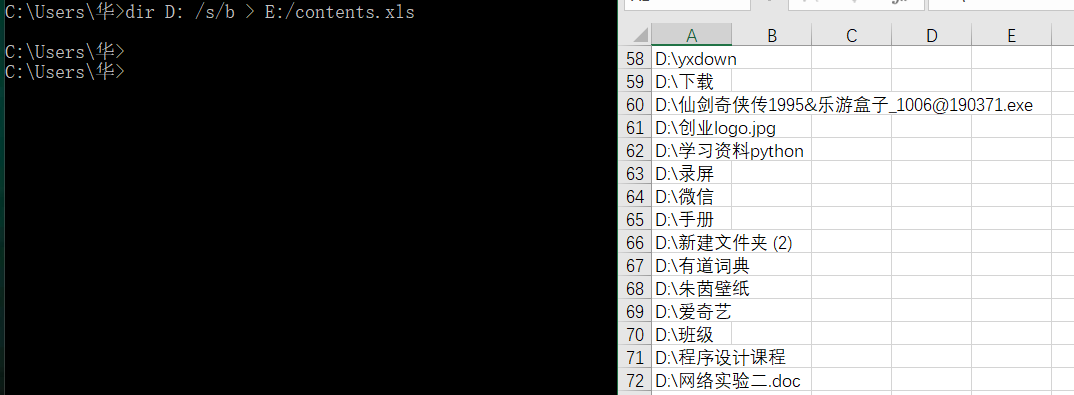 C:\Users\华>dir D: /s/b > E:/contents.xls
C:\Users\华>
C:\Users\华>
A B C D E
58 D:\yxdown
59 D:\下载
60 D:\仙剑奇侠传1995&乐游盒子_1006@190371.exe
61 D:\创业logo.jpg
62 D:\学习资料python
63 D:\录屏
64 D:\微信
65 D:\手册
66 D:\新建文件夹 (2)
67 D:\有道词典
68 D:\朱茵壁纸
69 D:\爱奇艺
70 D:\班级
71 D:\程序设计课程
72 D:\网络实验二.doc